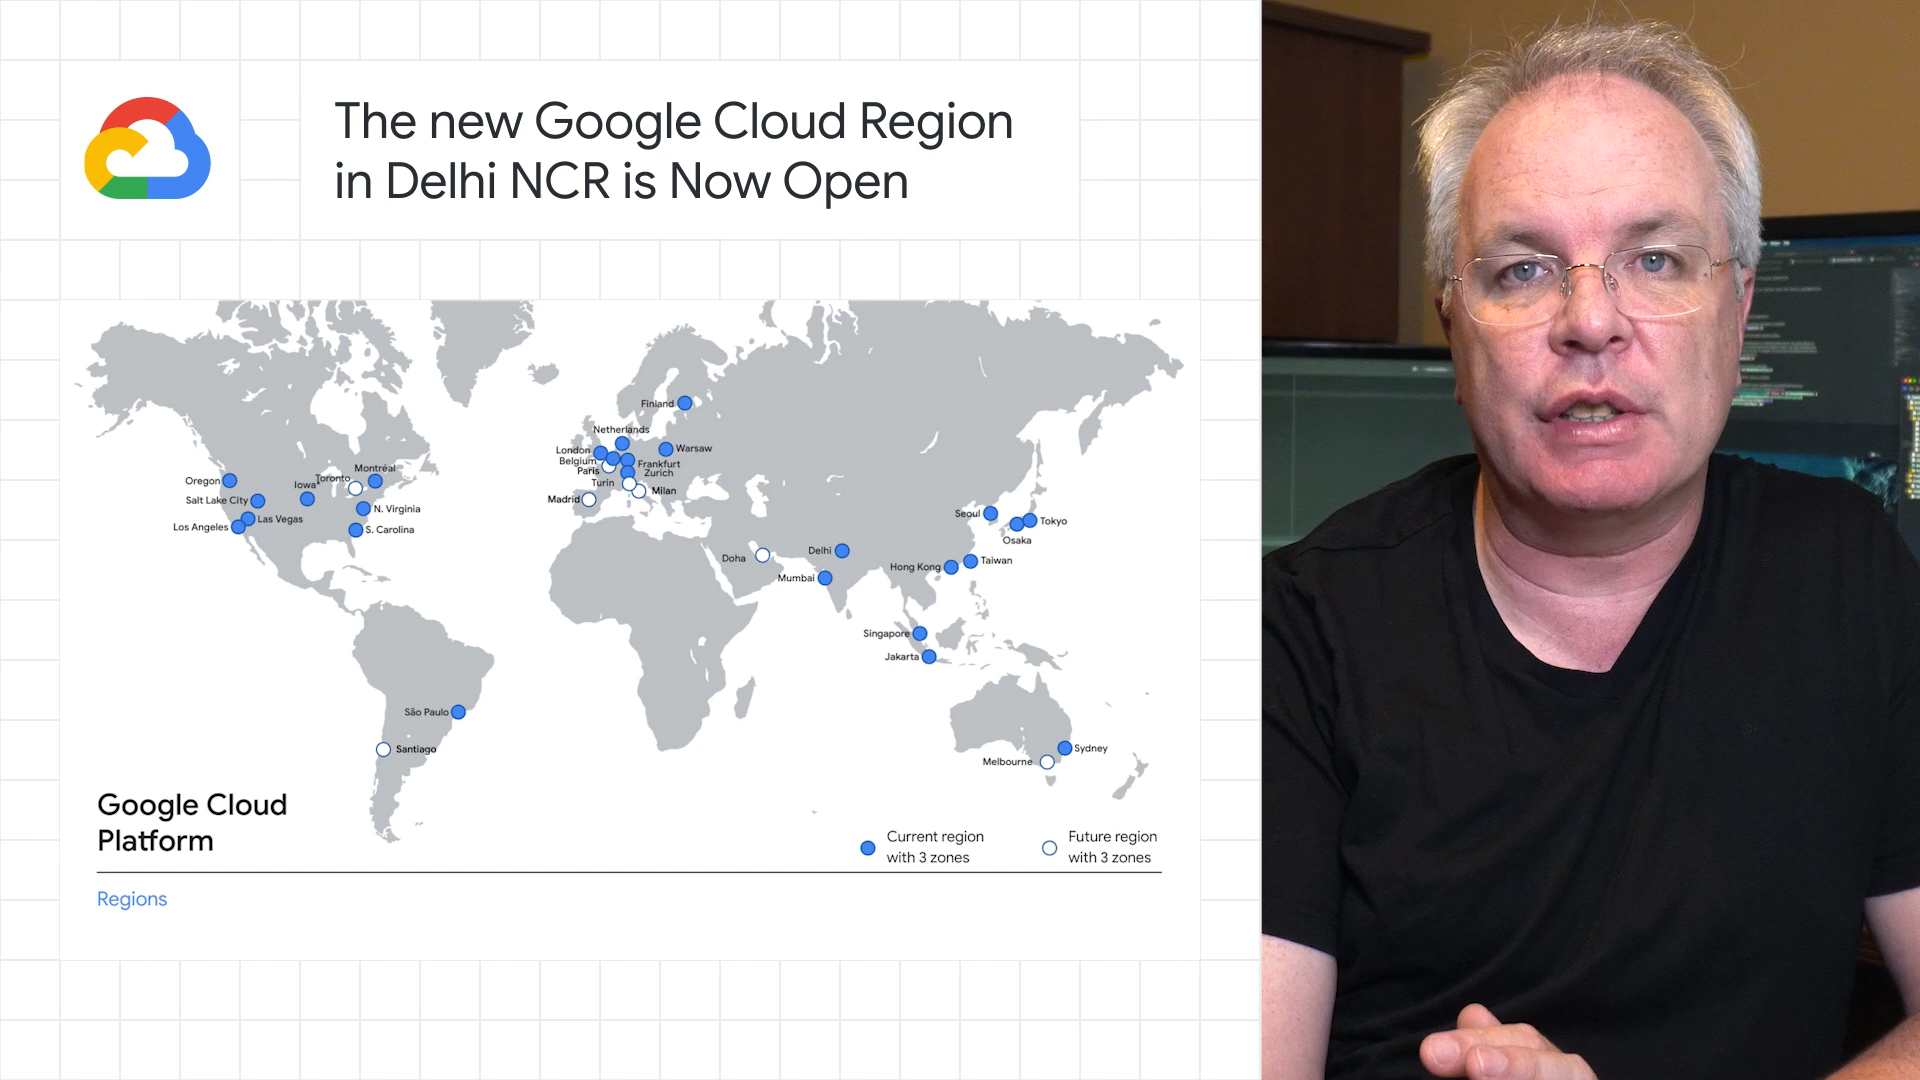 The new Google Cloud Region
in Delhi NCR is Now Open
Finland
Netherlands
London
Belgium
Paris
Warsaw
Frankfurt
Zurich
Turin
Milan
Madrid
Montréal
Toronto
Oregon
Iowa*
Salt Lake City
N. Virginia
Las Vegas
Los Angeles
S. Carolina
Seoul
Tokyo
Osaka
Doha
Delhi
Mumbai
Hong Kong
Taiwan
Singapore
Jakarta
São Paulo
Santiago
Sydney
Melbourne
Google Cloud
Platform
Current region
with 3 zones
Future region
with 3 zones
Regions